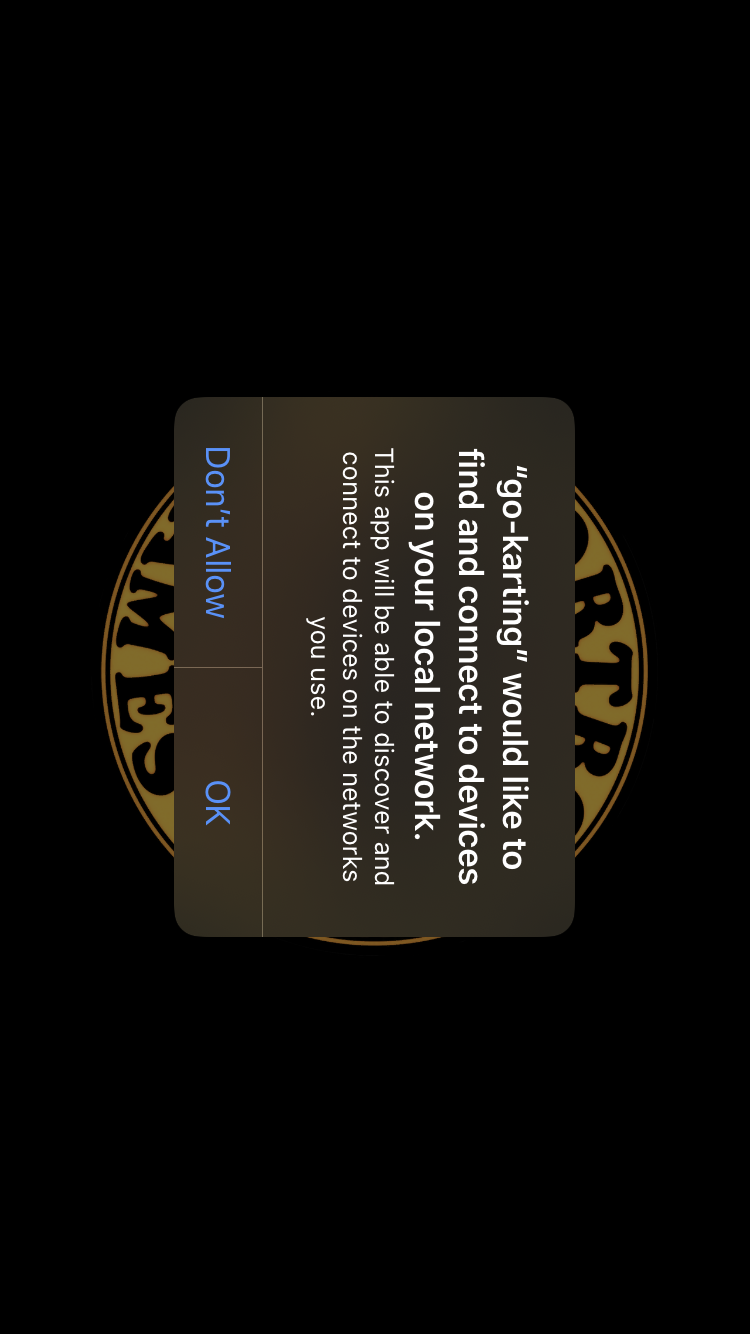 “go-karting” would like to
find and connect to devices
on your local network.
This app will be able to discover and
connect to devices on the networks
you use.
Don’t Allow
OK